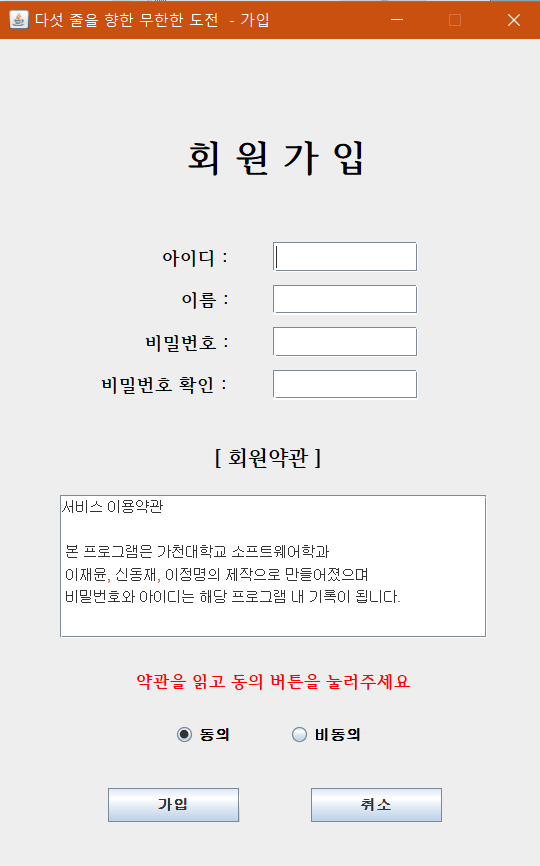 다섯 줄을 향한 무한한 도전 - 가입
회 원 가 입
아이디 :
이름 :
비밀번호 :
비밀번호 확인 :
[ 회원약관 ]
서비스 이용약관
본 프로그램은 가천대학교 소프트웨어학과
이재윤, 신동재, 이정명의 제작으로 만들어졌으며
비밀번호와 아이디는 해당 프로그램 내 기록이 됩니다.
약관을 읽고 동의 버튼을 눌러주세요
동의 비동의
가입 취소